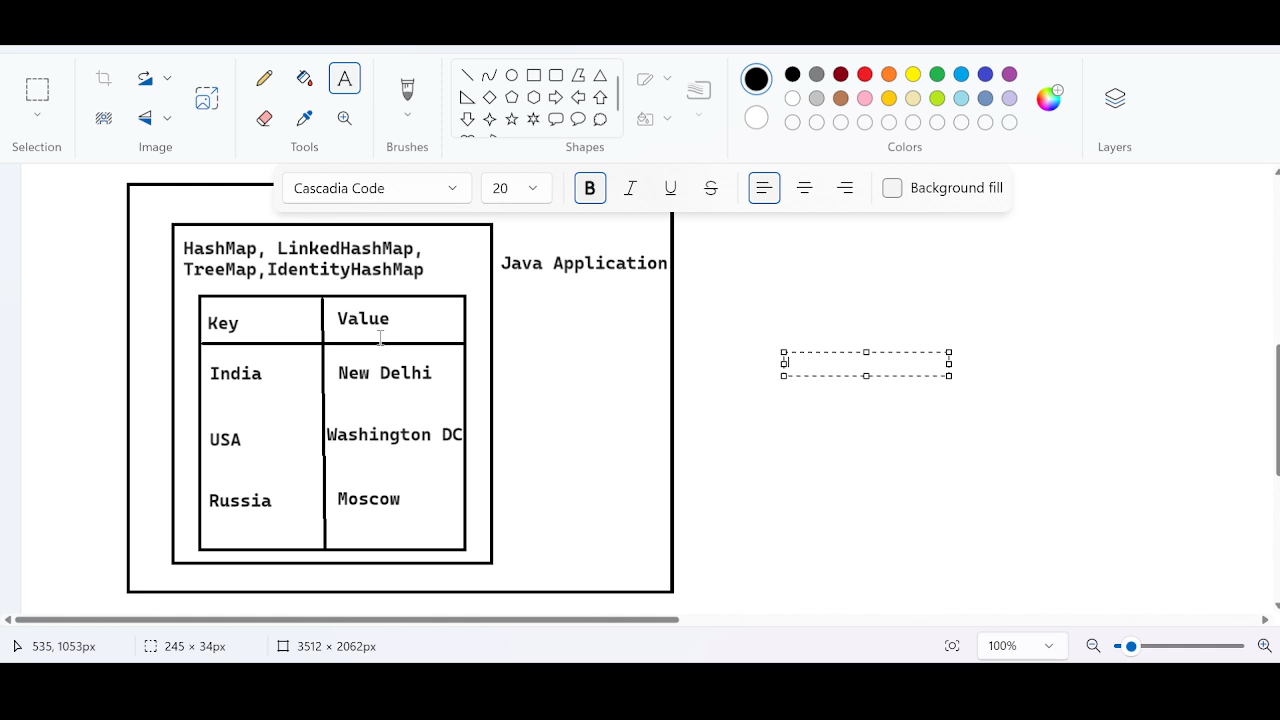 Selection
Image
Tools
Brushes
Shapes
Colors
Layers
Cascadia Code
20
B
I
U
S
Background fill
HashMap, LinkedHashMap,
TreeMap,IdentityHashMap
Java Application
Key
Value
India
New Delhi
USA
Washington DC
Russia
Moscow
535, 1053px
245 × 34px
3512 × 2062px
100%